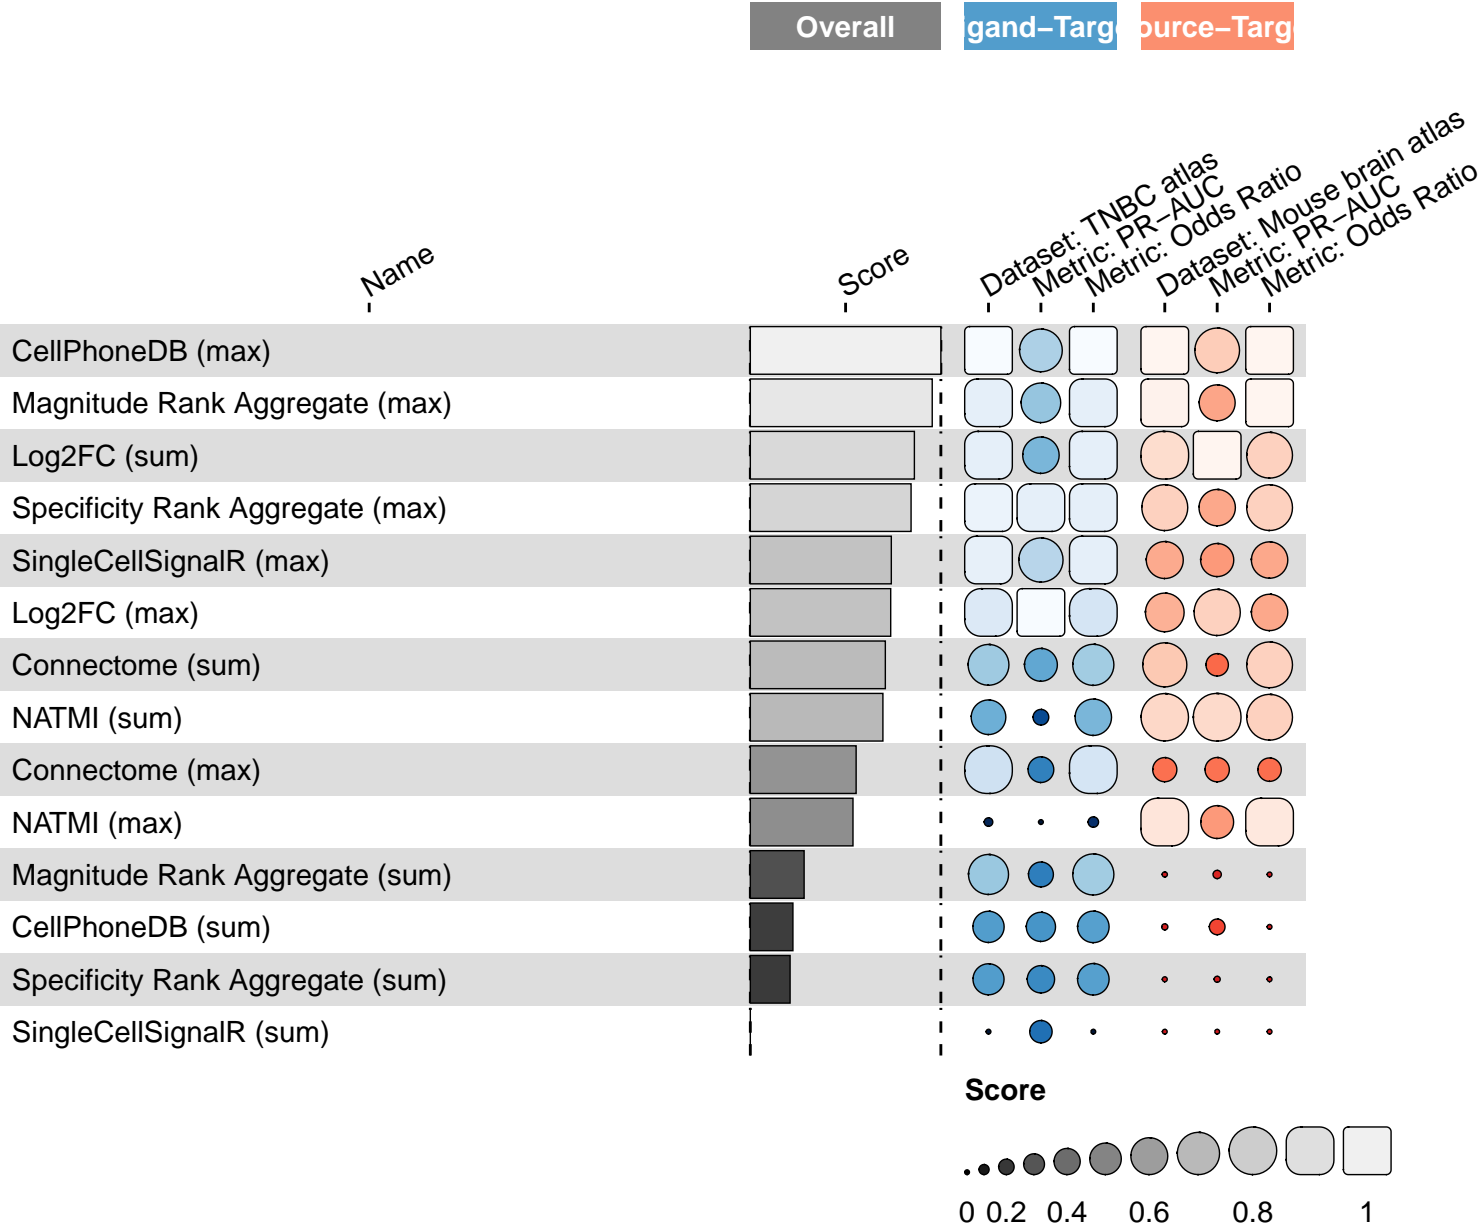 Overall
igand−Targe
ource−Targ
Name
Score
Dataset: TNBC atlas
Metric: PR−AUC
Metric: Odds Ratio
Dataset: Mouse brain atlas
Metric: PR−AUC
Metric: Odds Ratio
CellPhoneDB (max)
Magnitude Rank Aggregate (max)
Log2FC (sum)
Specificity Rank Aggregate (max)
SingleCellSignalR (max)
Log2FC (max)
Connectome (sum)
NATMI (sum)
Connectome (max)
NATMI (max)
Magnitude Rank Aggregate (sum)
CellPhoneDB (sum)
Specificity Rank Aggregate (sum)
SingleCellSignalR (sum)
Score
0 0.2 0.4 0.6 0.8 1